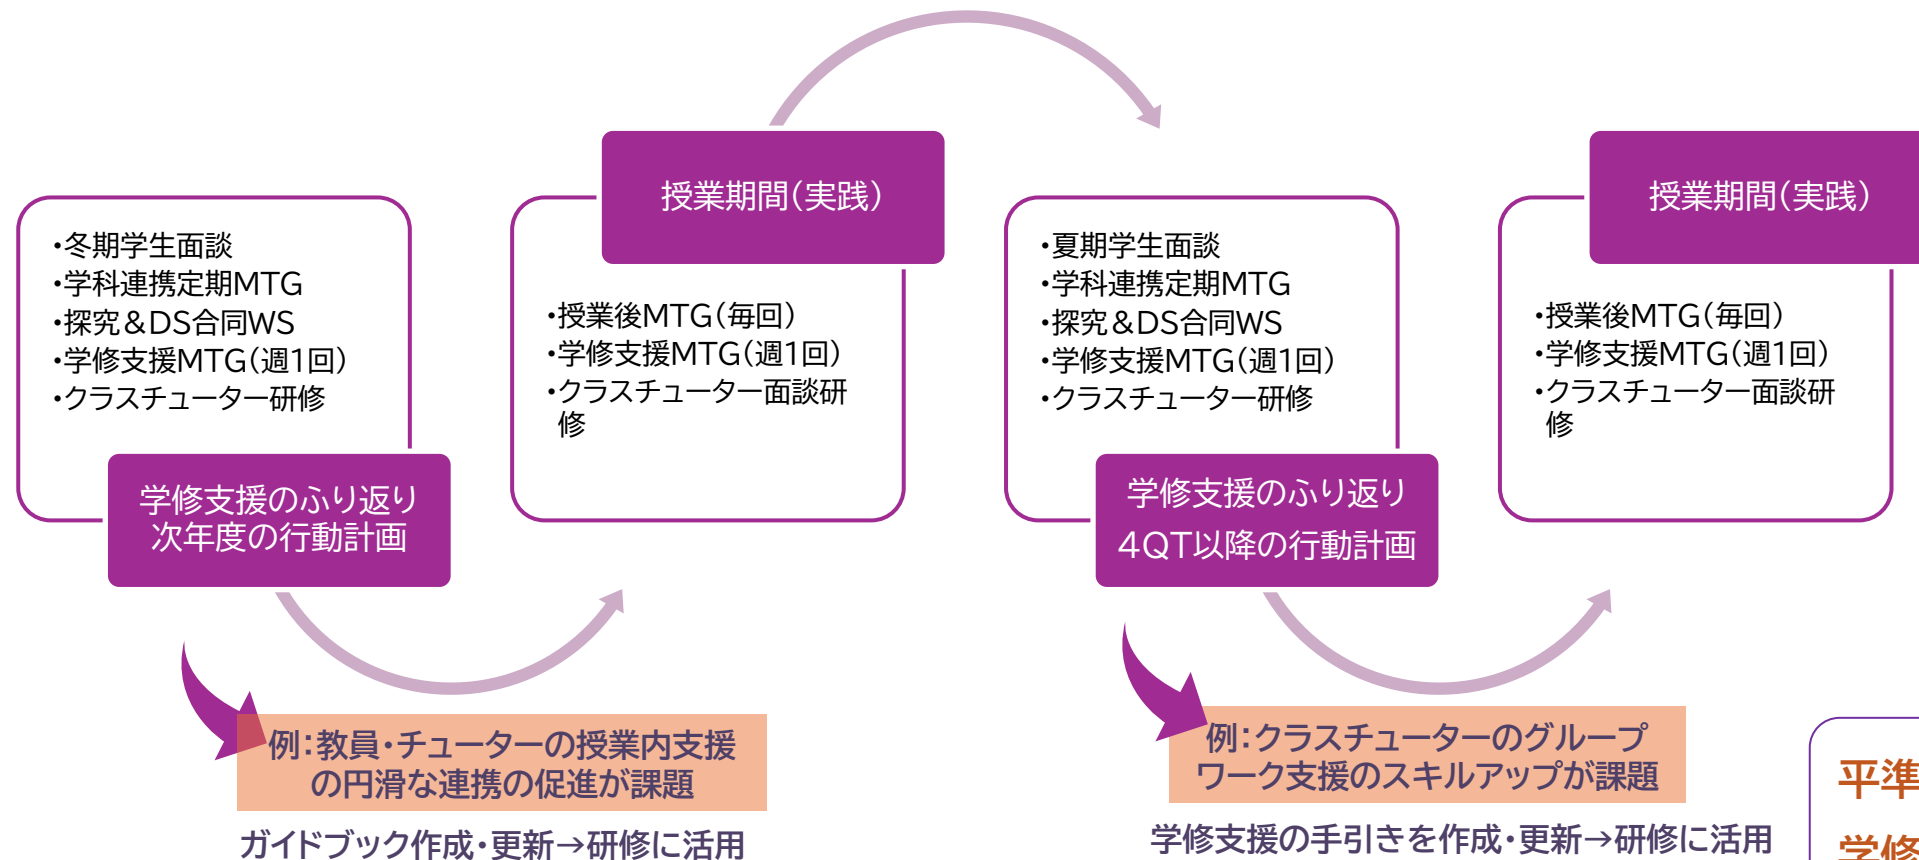 ・冬期学生面談
・学科連携定期MTG
・探究＆DS合同WS
・学修支援MTG(週1回)
・クラスチューター研修
学修支援のふり返り
次年度の行動計画
授業期間(実践)
・授業後MTG(毎回)
・学修支援MTG(週1回)
・クラスチューター面談研
修
・夏期学生面談
・学科連携定期MTG
・探究＆DS合同WS
・学修支援MTG(週1回)
・クラスチューター研修
学修支援のふり返り
4QT以降の行動計画
授業期間(実践)
・授業後MTG(毎回)
・学修支援MTG(週1回)
・クラスチューター面談研
修
例：教員・チューターの授業内支援
の円滑な連携の促進が課題
ガイドブック作成・更新→研修に活用
例：クラスチューターのグループ
ワーク支援のスキルアップが課題
学修支援の手引きを作成・更新→研修に活用
平準
学修